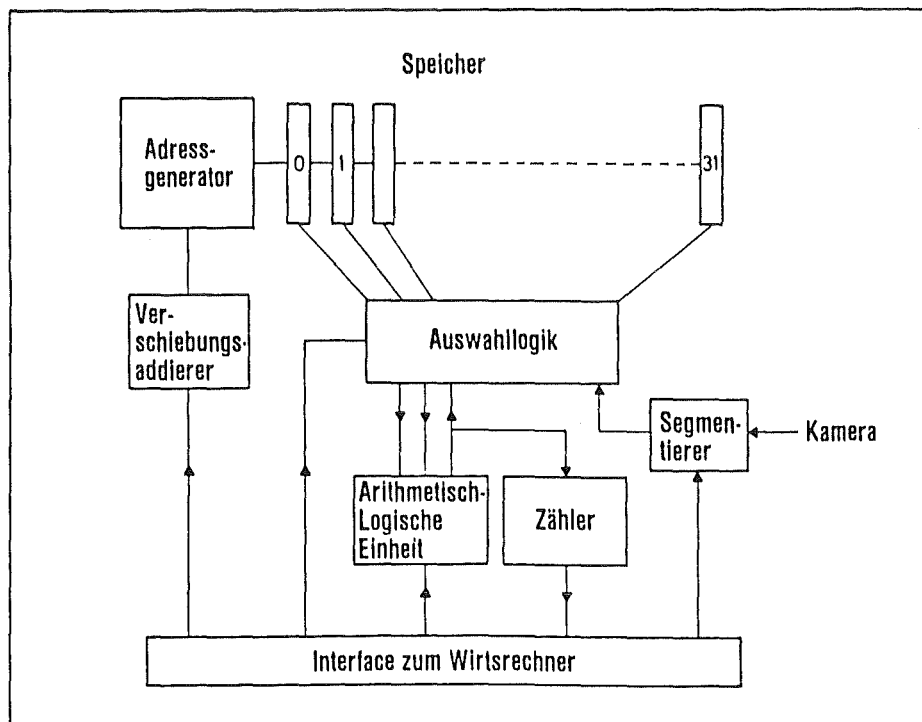 Speicher
Adress-
generator
0
1
31
Ver-
schiebungs-
addierer
Auswahllogik
Segmen-
tierer
Kamera
Arithmetisch-
Logische
Einheit
Zähler
Interface zum Wirtsrechner